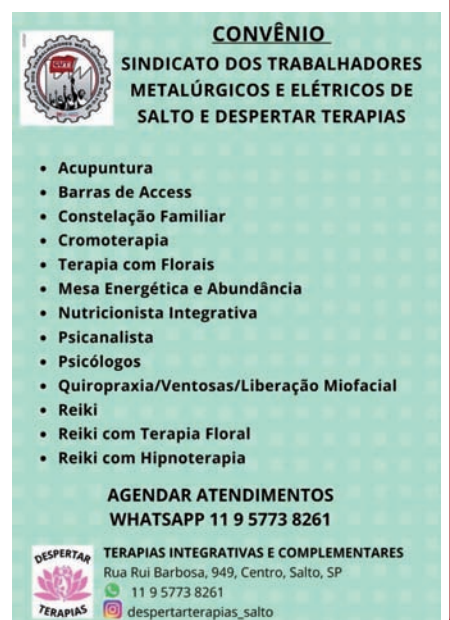 CONVÊNIO
SINDICATO DOS TRABALHADORES
METALÚRGICOS E ELÉTRICOS DE
SALTO E DESPERTAR TERAPIAS
• Acupuntura
• Barras de Access
• Constelação Familiar
• Cromoterapia
• Terapia com Florais
• Mesa Energética e Abundância
• Nutricionista Integrativa
• Psicanalista
• Psicólogos
• Quiropraxia/Ventosas/Liberação Miofacial
• Reiki
• Reiki com Terapia Floral
• Reiki com Hipnoterapia
AGENDAR ATENDIMENTOS
WHATSAPP 11 9 5773 8261
DESPERTAR
TERAPIAS
TERAPIAS INTEGRATIVAS E COMPLEMENTARES
Rua Rui Barbosa, 949, Centro, Salto, SP
11 9 5773 8261
despertarterapias_salto